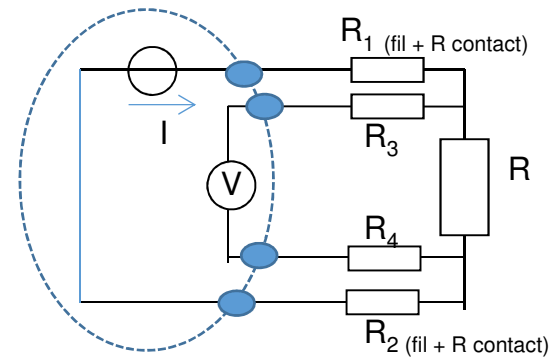 R1 (fil + R contact)
I
R3
V
R
R4
R2 (fil + R contact)